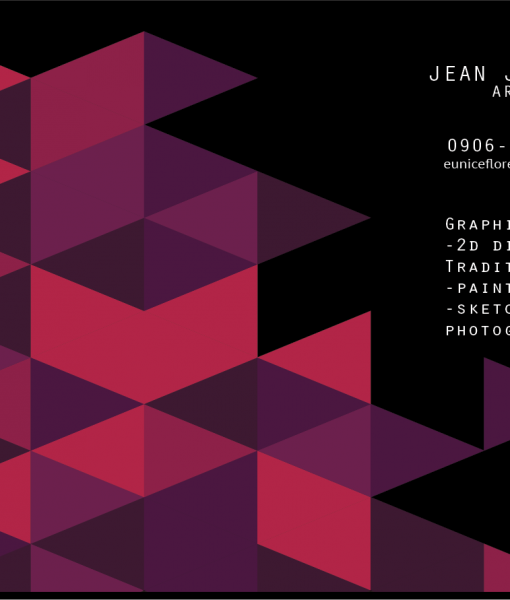 JEAN J
AR
0906-
euniceflore
GRAPHI
-2D DI
TRADIT
-PAINT
-SKETC
PHOTOG